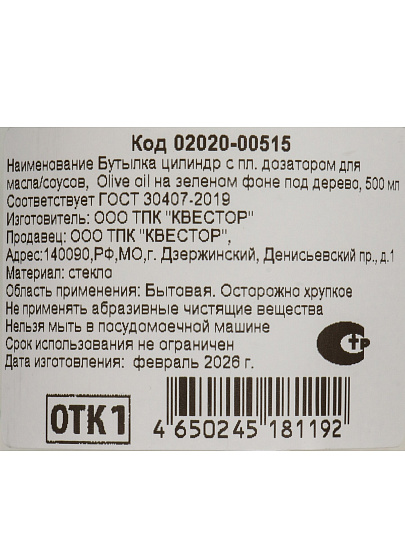 Код 02020-00515
Наименование Бутылка цилиндр с пл. дозатором для
масла/соусов,  Olive oil на зеленом фоне под дерево, 500 мл
Соответствует ГОСТ 30407-2019
Изготовитель: ООО ТПК "КВЕСТОР"
Продавец: ООО ТПК "КВЕСТОР",
Адрес:140090,РФ,МО,г. Дзержинский, Денисьевский пр., д.1
Материал: стекло
Область применения: Бытовая. Осторожно хрупкое
Не применять абразивные чистящие вещества
Нельзя мыть в посудомоечной машине
Срок использования не ограничен
Дата изготовления:  февраль 2026 г.
ОТК 1
4 650245 181192